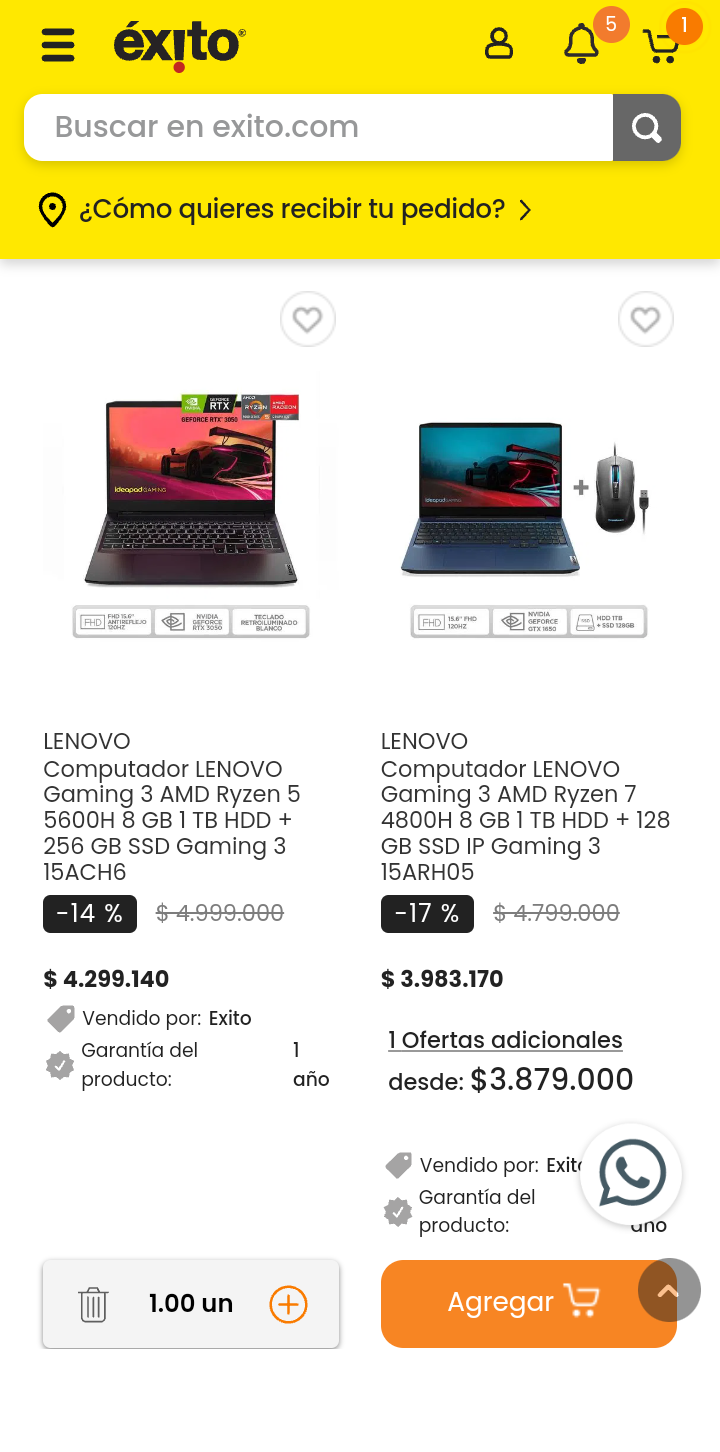 éxito
5
1
Buscar en exito.com
¿Cómo quieres recibir tu pedido?
NVIDIA
GEFORCE
RTX
AMD
RYZEN
RADEON
GEFORCE RTX™ 3050
ideapad GAMING
FHD
FHD 15.6"
ANTIREFLEJO
120HZ
NVIDIA
GEFORCE
RTX 3050
TECLADO
RETROILUMINADO
BLANCO
LENOVO
Computador LENOVO
Gaming 3 AMD Ryzen 5
5600H 8 GB 1 TB HDD +
256 GB SSD Gaming 3
15ACH6
-14 %
$ 4.999.000
$ 4.299.140
Vendido por: Exito
Garantía del
producto:
1
año
1.00 un
ideapad GAMING
+
FHD
15.6" FHD
120HZ
NVIDIA
GEFORCE
GTX 1650
SSD
HDD 1TB
+ SSD 128GB
LENOVO
Computador LENOVO
Gaming 3 AMD Ryzen 7
4800H 8 GB 1 TB HDD + 128
GB SSD IP Gaming 3
15ARH05
-17 %
$ 4.799.000
$ 3.983.170
1 Ofertas adicionales
desde: $3.879.000
Vendido por: Exito
Garantía del
producto:
año
Agregar